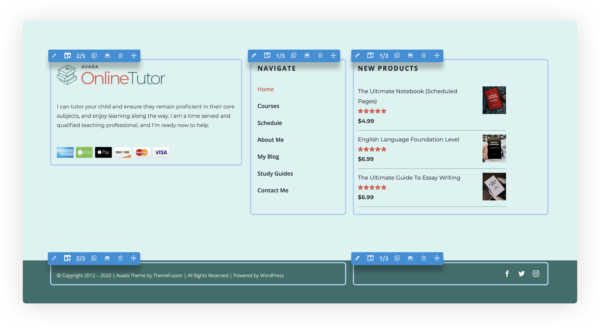 2/3
1/3
1/3
AVADA
OnlineTutor
I can tutor your child and ensure they remain proficient in their core
subjects, and enjoy learning along the way. I am a time served and
qualified teaching professional, and I'm ready now to help.
VISA
NAVIGATE
Home
Courses
Schedule
About Me
My Blog
Study Guides
Contact Me
NEW PRODUCTS
The Ultimate Notebook (Scheduled
Pages)
$4.99
English Language Foundation Level
$6.99
The Ultimate Guide To Essay Writing
$6.99
2/3
1/3
© Copyright 2012 – 2020 | Avada Theme by ThemeFusion | All Rights Reserved | Powered by WordPress